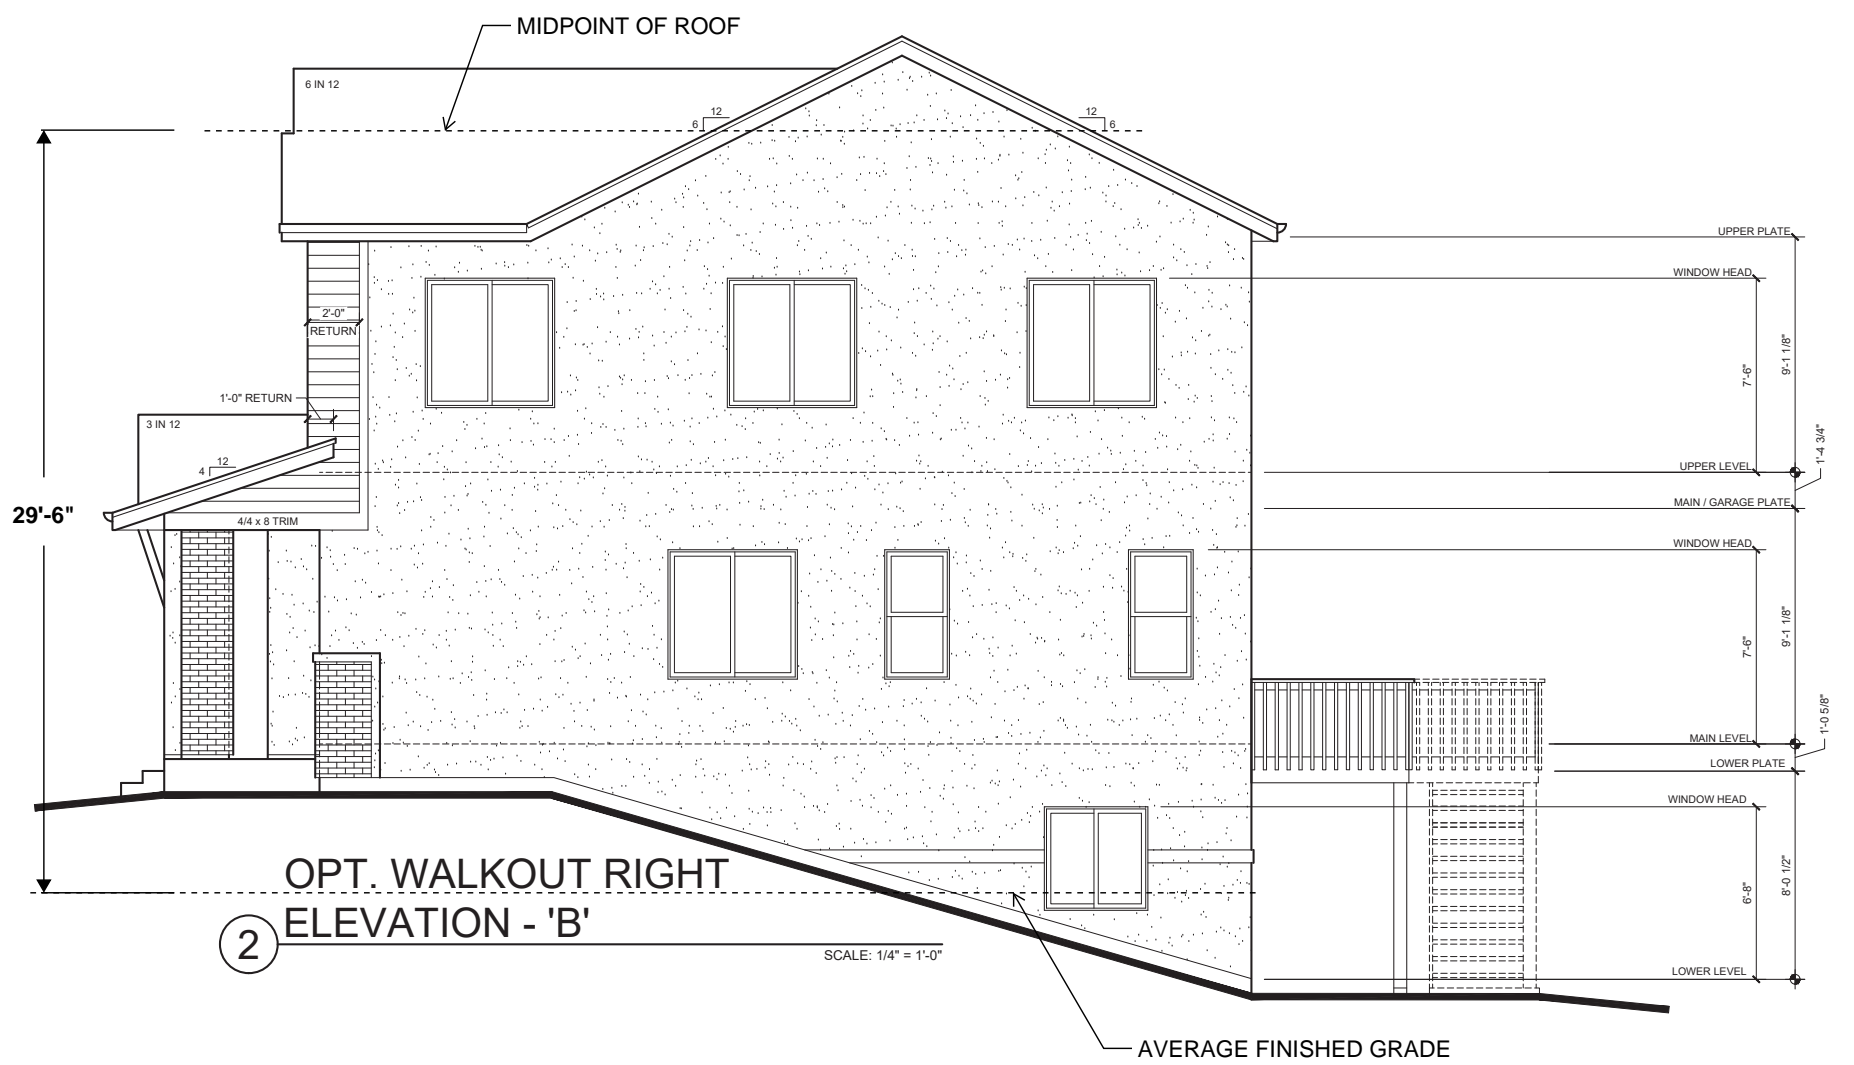 MIDPOINT OF ROOF
6 IN 12
12
6
12
6
UPPER PLATE
WINDOW HEAD
2'-0"
RETURN
9'-1 1/8"
7'-6"
1'-0" RETURN
3 IN 12
12
4
1'-4 3/4"
UPPER LEVEL
MAIN / GARAGE PLATE
29'-6"
4/4 x 8 TRIM
WINDOW HEAD
9'-1 1/8"
7'-6"
1'-0 5/8"
MAIN LEVEL
LOWER PLATE
WINDOW HEAD
8'-0 1/2"
6'-8"
OPT. WALKOUT RIGHT
ELEVATION - 'B'
2
SCALE: 1/4" = 1'-0"
LOWER LEVEL
AVERAGE FINISHED GRADE